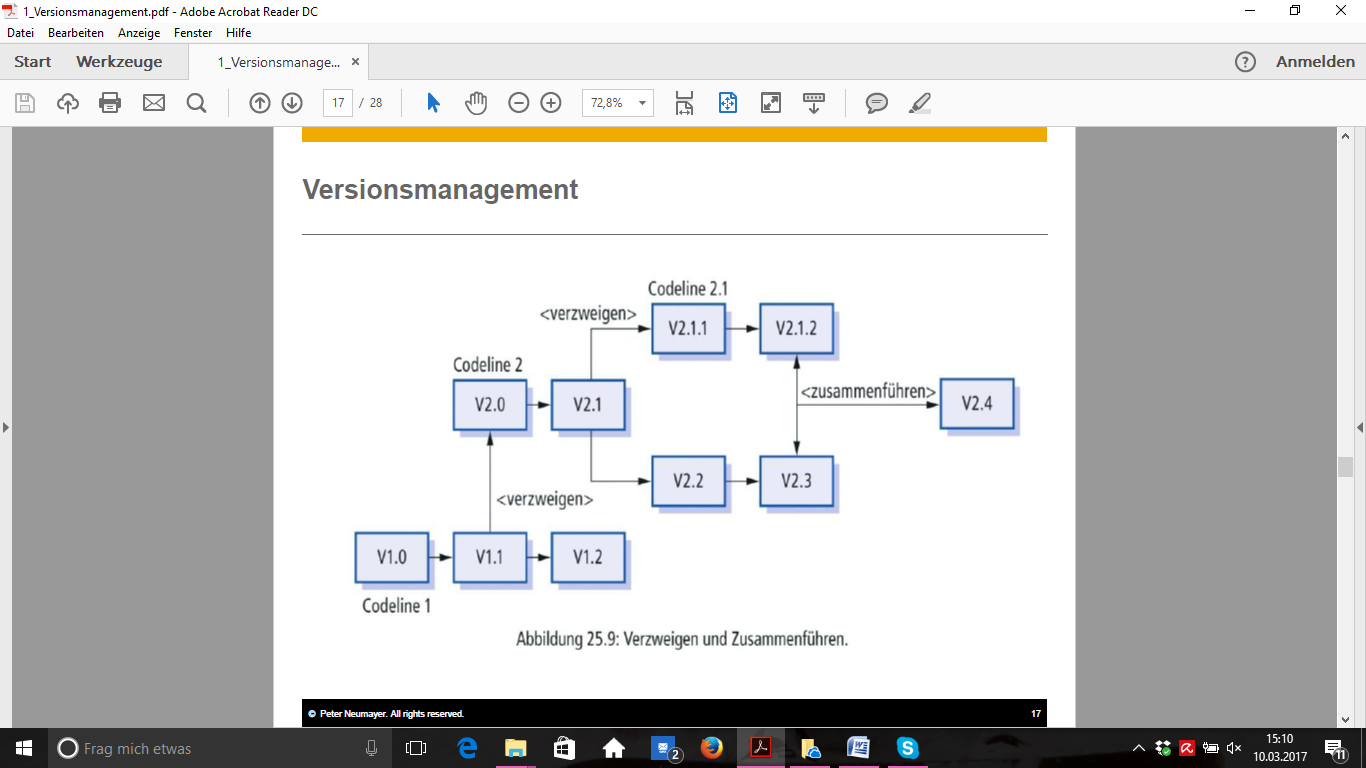 1_Versionsmanagement.pdf - Adobe Acrobat Reader DC
Datei Bearbeiten Anzeige Fenster Hilfe
Start Werkzeuge 1_Versionsmanage... × ? Anmelden
17 / 28 72,8%
Versionsmanagement
Codeline 2.1
<verzweigen>
V2.1.1 V2.1.2
Codeline 2
<zusammenführen>
V2.0 V2.1 V2.4
V2.2 V2.3
<verzweigen>
V1.0 V1.1 V1.2
Codeline 1
Abbildung 25.9: Verzweigen und Zusammenführen.
© Peter Neumayer. All rights reserved. 17
Frag mich etwas 2 15:10
10.03.2017 11